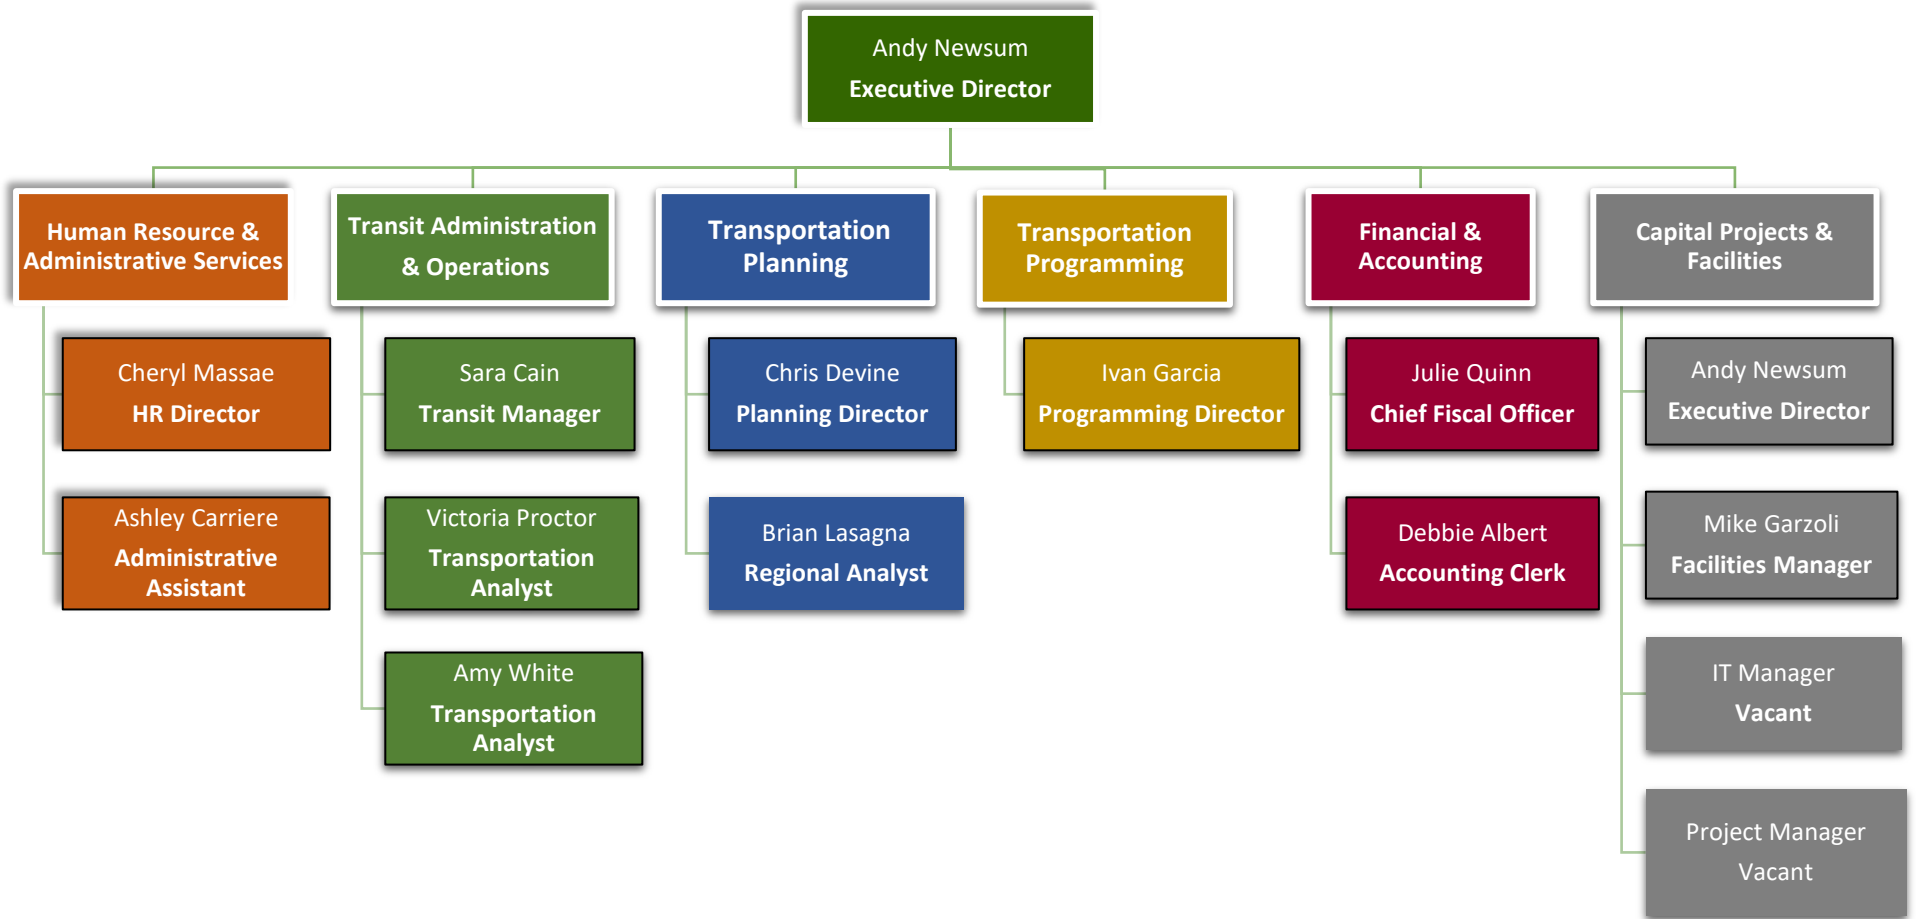 Andy Newsum
Executive Director
Human Resource &
Administrative Services
Transit Administration
& Operations
Transportation
Planning
Transportation
Programming
Financial &
Accounting
Capital Projects &
Facilities
Cheryl Massae
HR Director
Sara Cain
Transit Manager
Chris Devine
Planning Director
Ivan Garcia
Programming Director
Julie Quinn
Chief Fiscal Officer
Andy Newsum
Executive Director
Ashley Carriere
Administrative
Assistant
Victoria Proctor
Transportation
Analyst
Brian Lasagna
Regional Analyst
Debbie Albert
Accounting Clerk
Mike Garzoli
Facilities Manager
Amy White
Transportation
Analyst
IT Manager
Vacant
Project Manager
Vacant